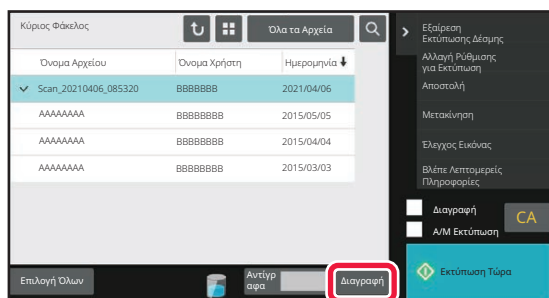 Κύριος Φάκελος
Όλα τα Αρχεία
Όνομα Αρχείου Όνομα Χρήστη Ημερομηνία
Scan_20210406_085320 BBBBBBB 2021/04/06
AAAAAAAA BBBBBBBB 2015/05/05
AAAAAAAA BBBBBBBB 2015/04/04
AAAAAAAA BBBBBBBB 2015/03/03
Επιλογή Όλων
Αντίγρ
αφα
Διαγραφή
Εξαίρεση
Εκτύπωσης Δέσμης
Αλλαγή Ρύθμισης
για Εκτύπωση
Αποστολή
Μετακίνηση
Έλεγχος Εικόνας
Βλέπε Λεπτομερείς
Πληροφορίες
Διαγραφή
Α/Μ Εκτύπωση
CA
Εκτύπωση Τώρα